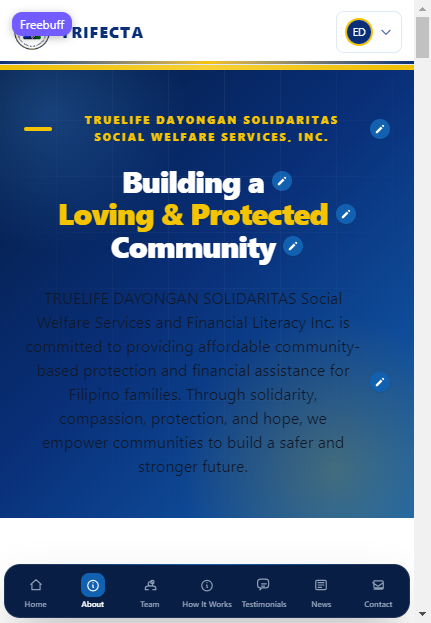 Freebuff
TRIFECTA
ED
TRUELIFE DAYONGAN SOLIDARITAS
SOCIAL WELFARE SERVICES, INC.
Building a
Loving & Protected
Community
TRUELIFE DAYONGAN SOLIDARITAS Social
Welfare Services and Financial Literacy Inc. is
committed to providing affordable community-
based protection and financial assistance for
Filipino families. Through solidarity,
compassion, protection, and hope, we
empower communities to build a safer and
stronger future.
Home
About
Team
How It Works
Testimonials
News
Contact